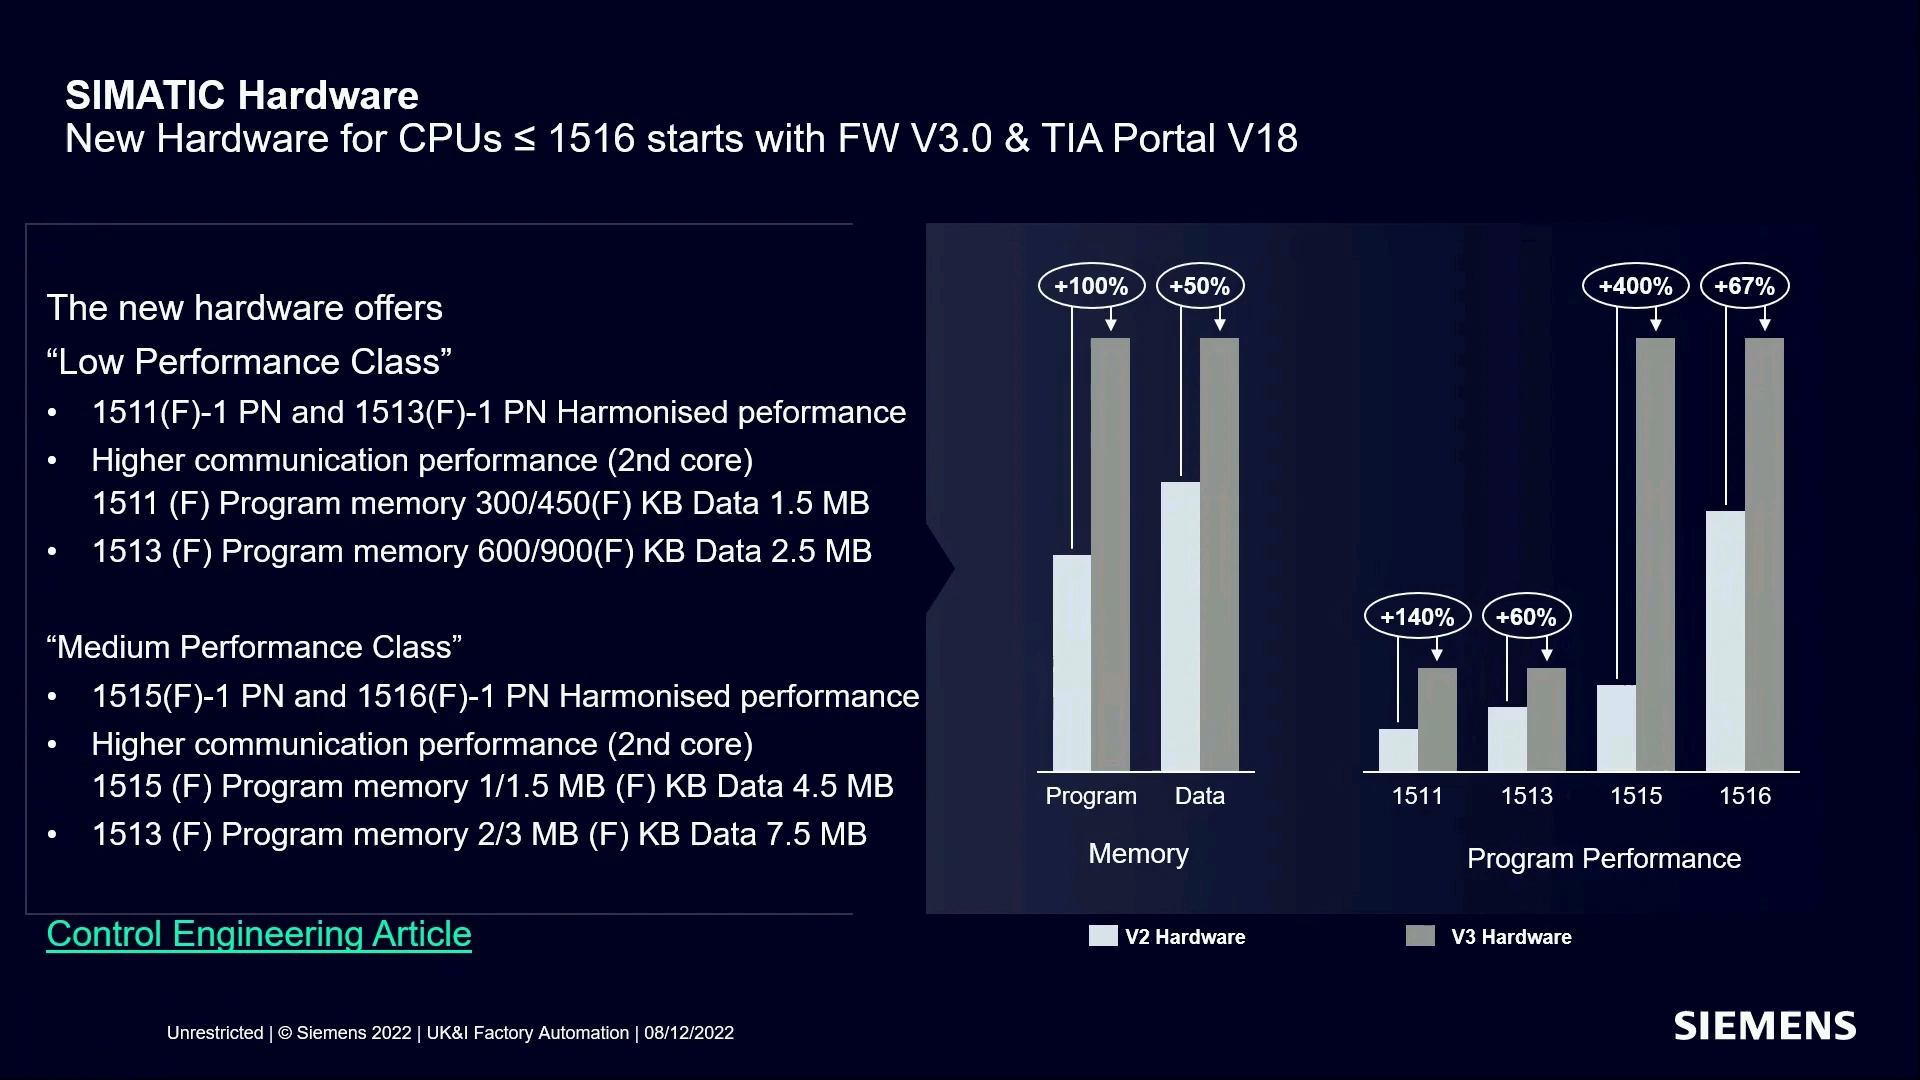 SIMATIC Hardware
New Hardware for CPUs ≤ 1516 starts with FW V3.0 & TIA Portal V18
The new hardware offers
“Low Performance Class”
• 1511(F)-1 PN and 1513(F)-1 PN Harmonised peformance
• Higher communication performance (2nd core)
1511 (F) Program memory 300/450(F) KB Data 1.5 MB
• 1513 (F) Program memory 600/900(F) KB Data 2.5 MB
“Medium Performance Class”
• 1515(F)-1 PN and 1516(F)-1 PN Harmonised performance
• Higher communication performance (2nd core)
1515 (F) Program memory 1/1.5 MB (F) KB Data 4.5 MB
• 1513 (F) Program memory 2/3 MB (F) KB Data 7.5 MB
Control Engineering Article
+100% +50% +400% +67%
+140% +60%
Program Data 1511 1513 1515 1516
Memory Program Performance
V2 Hardware V3 Hardware
Unrestricted | © Siemens 2022 | UK&I Factory Automation | 08/12/2022
SIEMENS